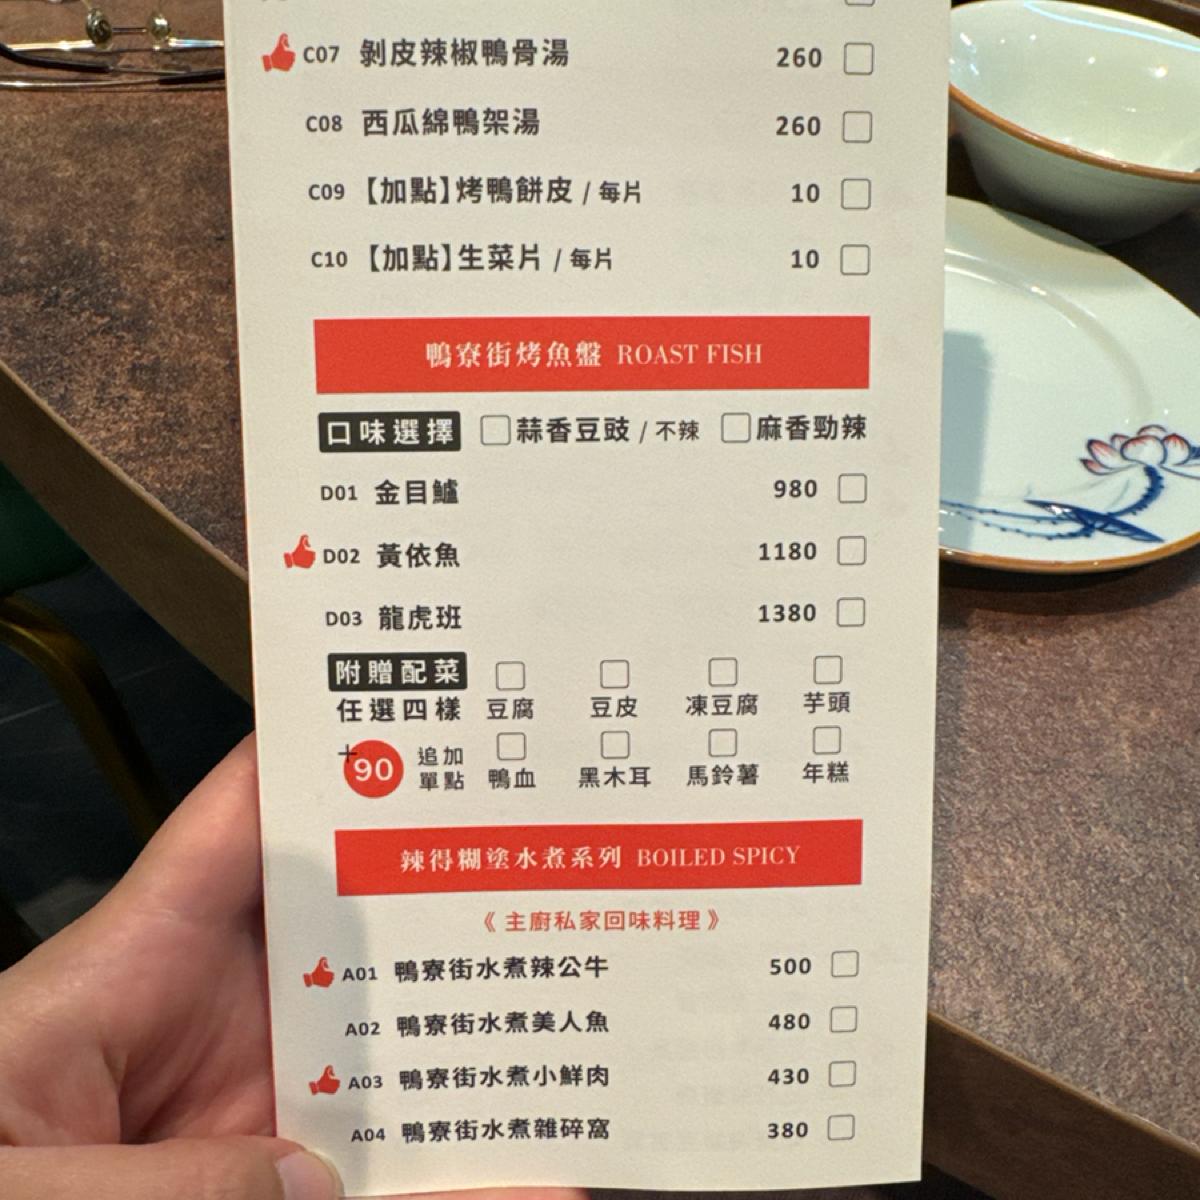 C07 剝皮辣椒鴨骨湯 260
C08 西瓜綿鴨架湯 260
C09 【加點】烤鴨餅皮 / 每片 10
C10 【加點】生菜片 / 每片 10
鴨寮街烤魚盤 ROAST FISH
口味選擇 蒜香豆豉 / 不辣 麻香勁辣
D01 金目鱸 980
D02 黃依魚 1180
D03 龍虎班 1380
附贈配菜
任選四樣 豆腐 豆皮 凍豆腐 芋頭
+90 追加單點 鴨血 黑木耳 馬鈴薯 年糕
辣得糊塗水煮系列 BOILED SPICY
《主廚私家回味料理》
A01 鴨寮街水煮辣公牛 500
A02 鴨寮街水煮美人魚 480
A03 鴨寮街水煮小鮮肉 430
A04 鴨寮街水煮雜碎窩 380